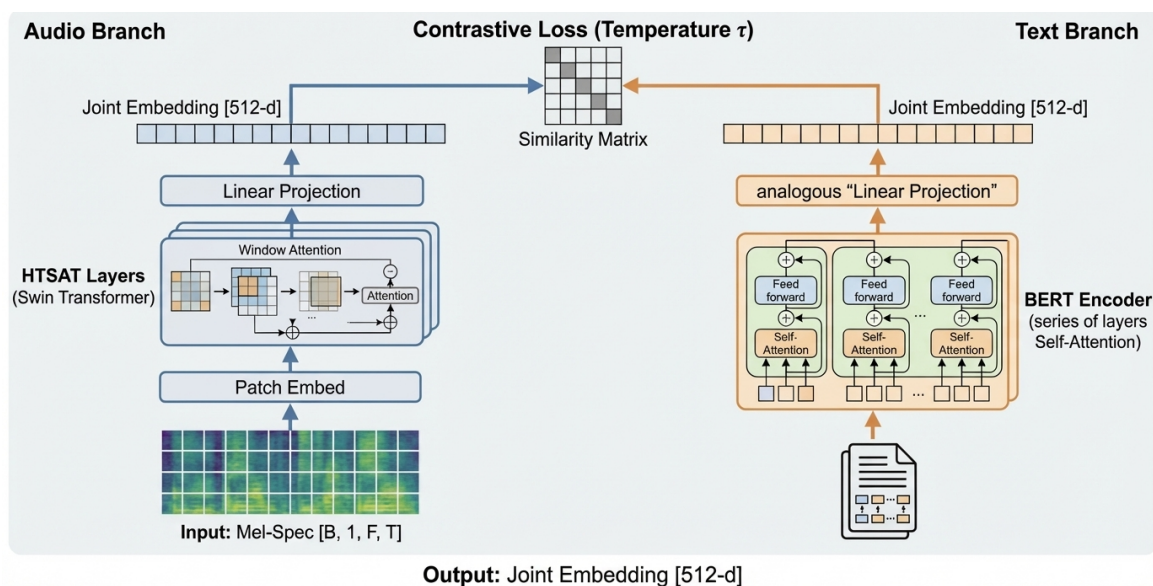 Audio Branch
Contrastive Loss (Temperature τ)
Text Branch
Joint Embedding [512-d]
Similarity Matrix
Joint Embedding [512-d]
Linear Projection
analogous “Linear Projection”
HTSAT Layers
(Swin Transformer)
Window Attention
Attention
...
Patch Embed
Input: Mel-Spec [B, 1, F, T]
Feed
forward
Feed
forward
Feed
forward
...
Self-
Attention
Self-
Attention
Self-
Attention
...
BERT Encoder
(series of layers
Self-Attention)
Output: Joint Embedding [512-d]